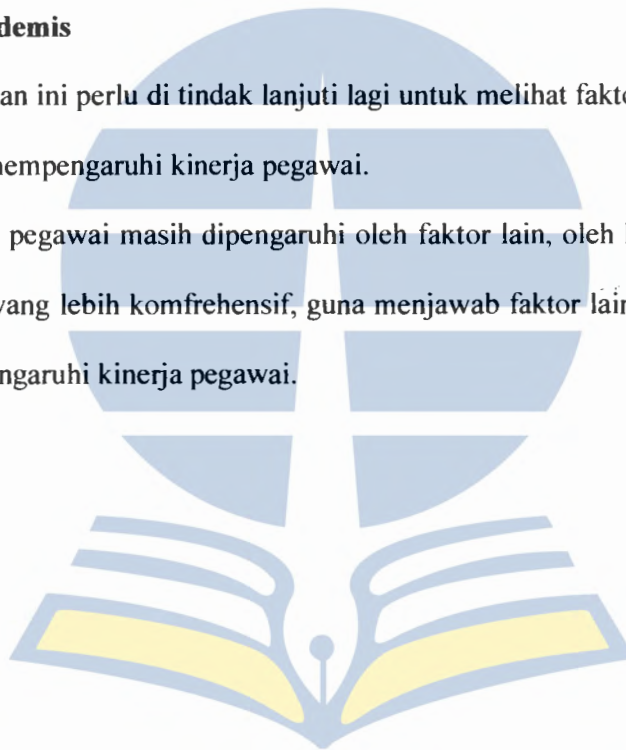 demis
an ini perlu di tindak lanjuti lagi untuk melihat fakto
mempengaruhi kinerja pegawai.
pegawai masih dipengaruhi oleh faktor lain, oleh
yang lebih komfrehensif, guna menjawab faktor lain
ngaruhi kinerja pegawai.